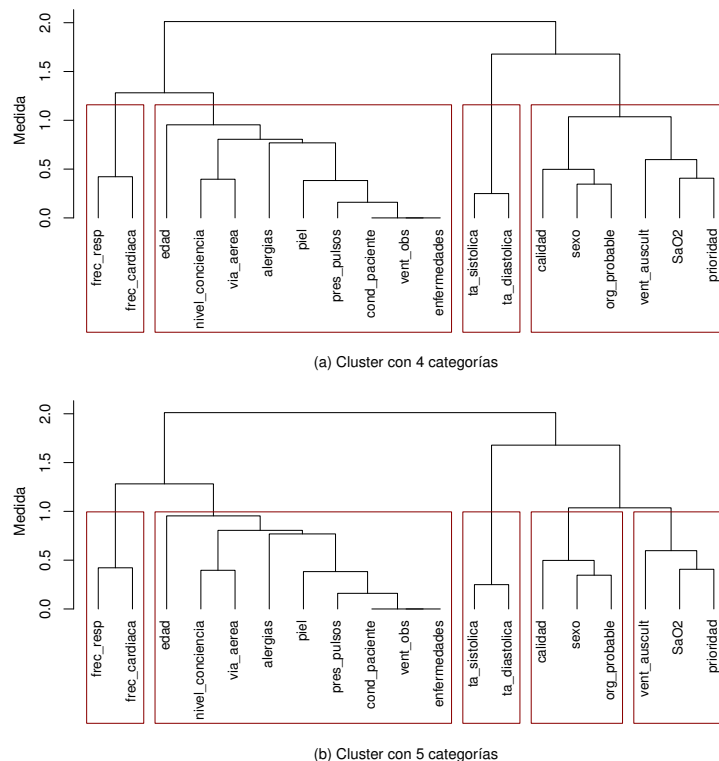 2.0
1.5
1.0
0.5
0.0
Medida
frec_resp
frec_cardiaca
edad
nivel_conciencia
via_aerea
alergias
piel
pres_pulsos
cond_paciente
vent_obs
enfermedades
ta_sistolica
ta_diastolica
calidad
sexo
org_probable
vent_auscult
SaO2
prioridad
(a) Cluster con 4 categorías
2.0
1.5
1.0
0.5
0.0
Medida
frec_resp
frec_cardiaca
edad
nivel_conciencia
via_aerea
alergias
piel
pres_pulsos
cond_paciente
vent_obs
enfermedades
ta_sistolica
ta_diastolica
calidad
sexo
org_probable
vent_auscult
SaO2
prioridad
(b) Cluster con 5 categorías